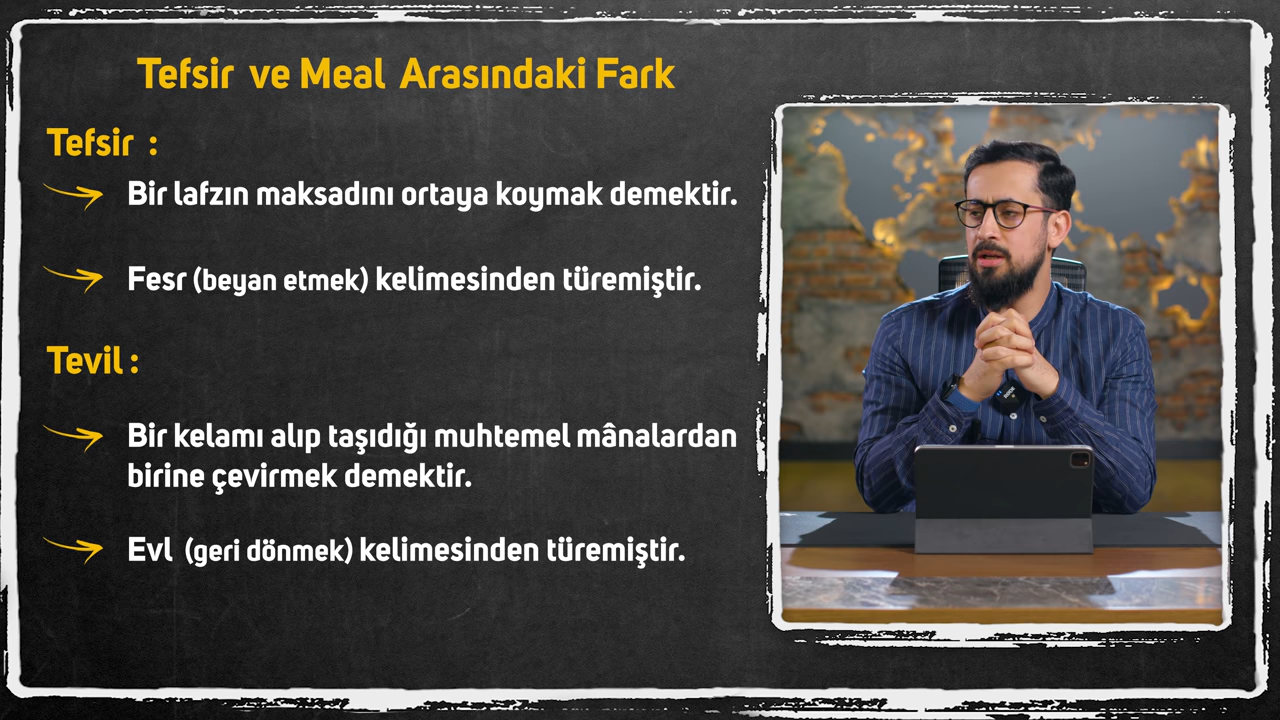 Tefsir ve Meal Arasındaki Fark
Tefsir :
Bir lafzın maksadını ortaya koymak demektir.
Fesr (beyan etmek) kelimesinden türemiştir.
Tevil :
Bir kelamı alıp taşıdığı muhtemel mânalardan
birine çevirmek demektir.
Evl (geri dönmek) kelimesinden türemiştir.